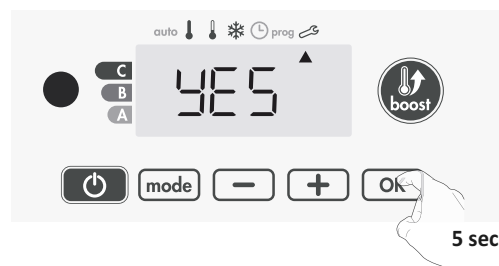 auto prog
C
B
A
YES
boost
mode - + OK
5 sec